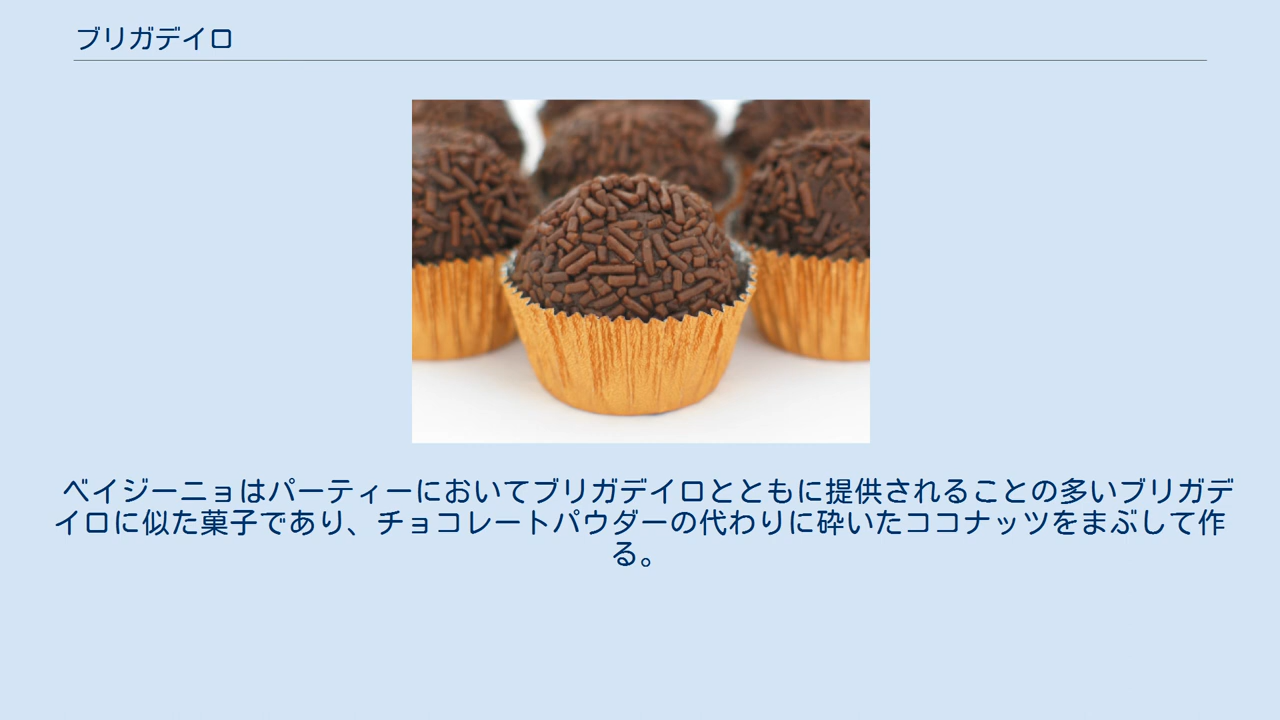 ブリガデイロ
ベイジーニョはパーティーにおいてブリガデイロとともに提供されることの多いブリガデ
イロに似た菓子であり、チョコレートパウダーの代わりに砕いたココナッツをまぶして作
る。